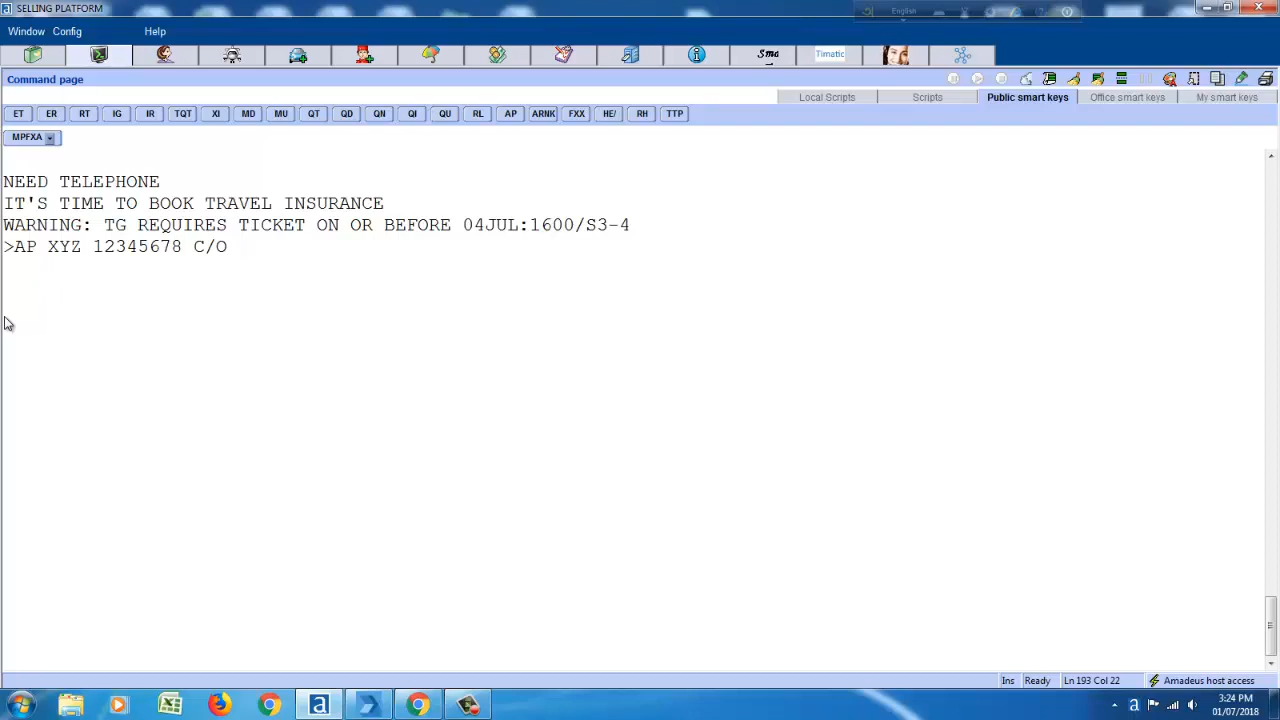 SELLING PLATFORM
English
Window Config Help
Sma
Timatic
Command page
Local Scripts Scripts Public smart keys Office smart keys My smart keys
ET ER RT IG IR TQT XI MD MU QT QD QN QI QU RL AP ARNK FXX HE/ RH TTP
MPFXA
NEED TELEPHONE
IT'S TIME TO BOOK TRAVEL INSURANCE
WARNING: TG REQUIRES TICKET ON OR BEFORE 04JUL:1600/S3-4
>AP XYZ 12345678 C/O
Ins Ready Ln 193 Col 22 Amadeus host access
3:24 PM
01/07/2018